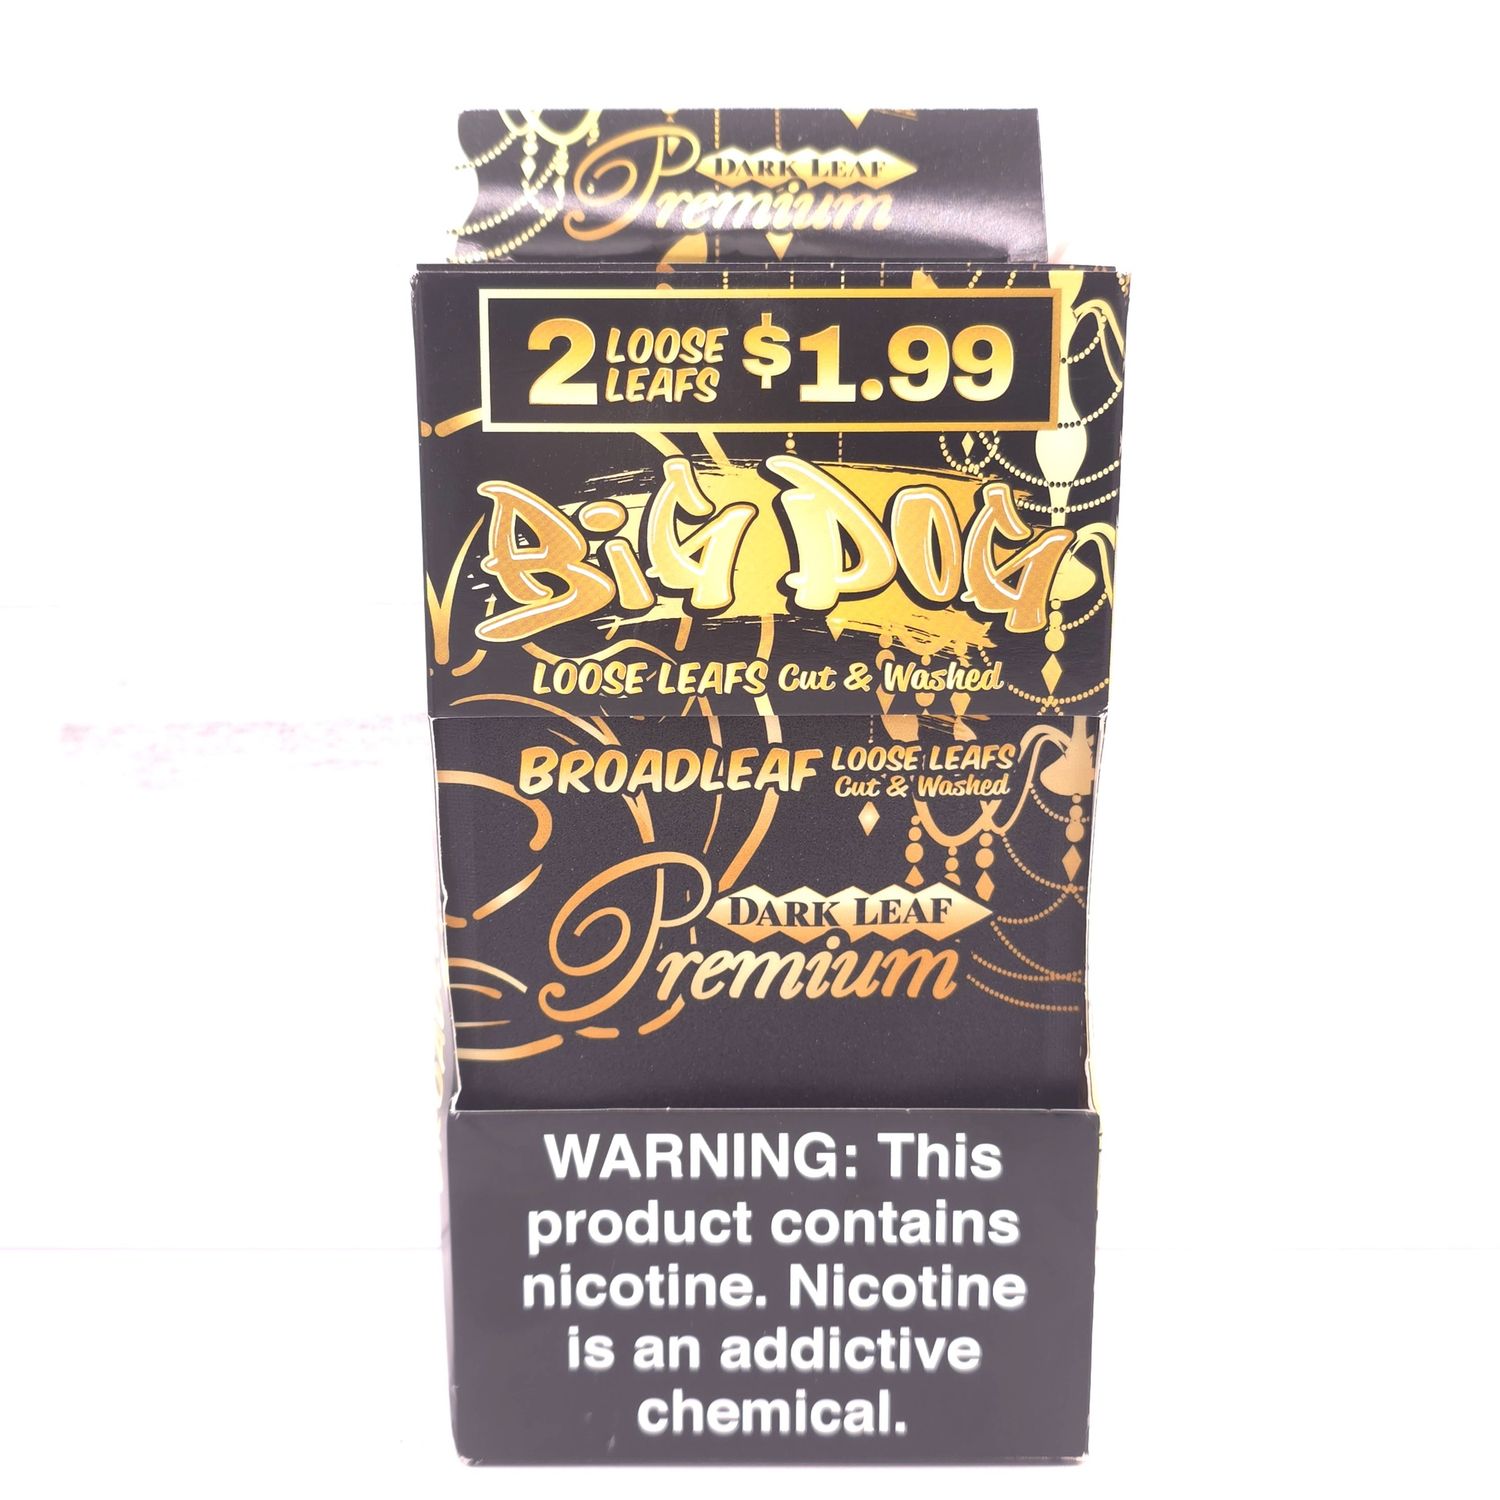 DARK LEAF
Premium
2 LOOSE LEAFS $1.99
BiG DOG
LOOSE LEAFS Cut & Washed
BROADLEAF LOOSE LEAFS
Cut & Washed
DARK LEAF
Premium
WARNING: This
product contains
nicotine. Nicotine
is an addictive
chemical.